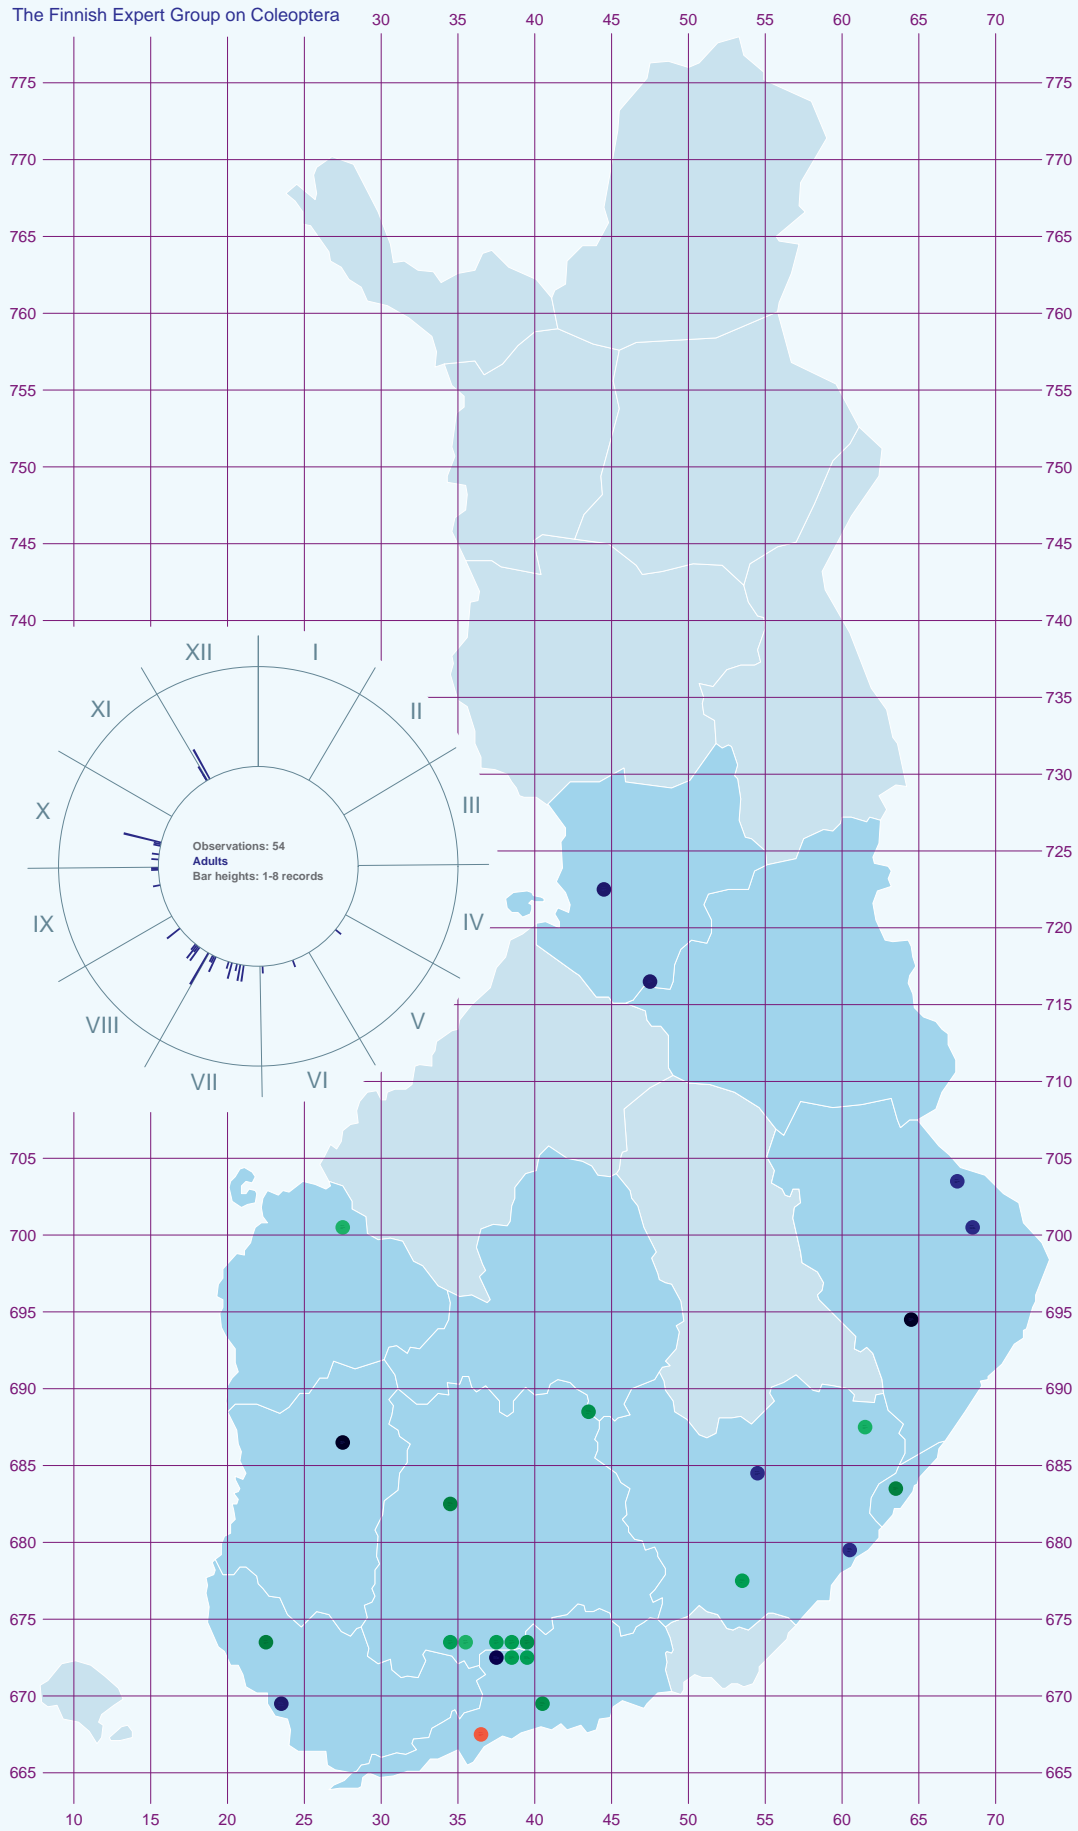 The Finnish Expert Group on Coleoptera
30 35 40 45 50 55 60 65 70
775 775
770 770
765 765
760 760
755 755
750 750
745 745
740 740
735
730
725
720
715
710
705 705
700 700
695 695
690 690
685 685
680 680
675 675
670 670
665 665
10 15 20 25 30 35 40 45 50 55 60 65 70
XII I
XI II
X III
IX IV
VIII V
VII VI
Observations: 54
Adults
Bar heights: 1-8 records